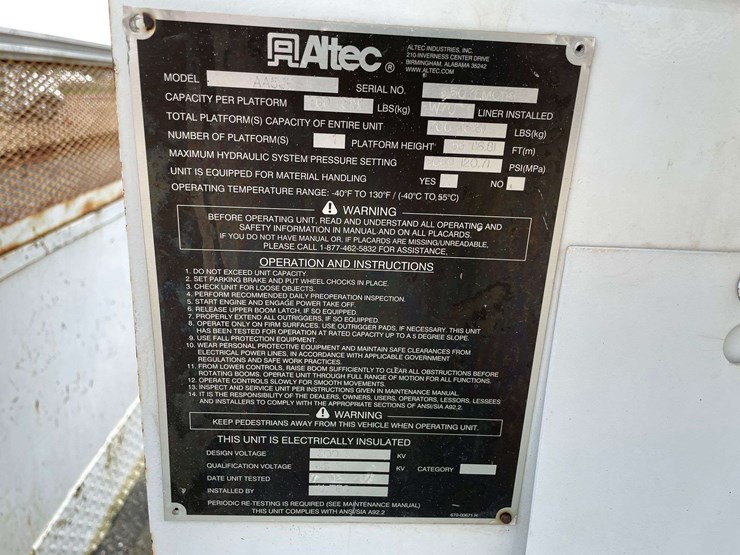 Altec®
ALTEC INDUSTRIES, INC.
210 INVERNESS CENTER DRIVE
BIRMINGHAM, ALABAMA 35242
WWW.ALTEC.COM
MODEL SERIAL NO.
CAPACITY PER PLATFORM LBS(kg) LINER INSTALLED
TOTAL PLATFORM(S) CAPACITY OF ENTIRE UNIT LBS(kg)
NUMBER OF PLATFORM(S) PLATFORM HEIGHT FT(m)
MAXIMUM HYDRAULIC SYSTEM PRESSURE SETTING PSI(MPa)
UNIT IS EQUIPPED FOR MATERIAL HANDLING YES NO
OPERATING TEMPERATURE RANGE: -40°F TO 130°F / (-40°C TO 55°C)
WARNING
BEFORE OPERATING UNIT, READ AND UNDERSTAND ALL OPERATING AND
SAFETY INFORMATION IN MANUAL AND ON ALL PLACARDS.
IF YOU DO NOT HAVE MANUAL OR, IF PLACARDS ARE MISSING/UNREADABLE,
PLEASE CALL 1-877-462-5832 FOR ASSISTANCE.
OPERATION AND INSTRUCTIONS
1. DO NOT EXCEED UNIT CAPACITY.
2. SET PARKING BRAKE AND PUT WHEEL CHOCKS IN PLACE.
3. CHECK UNIT FOR LOOSE OBJECTS.
4. PERFORM RECOMMENDED DAILY PREOPERATION INSPECTION.
5. START ENGINE AND ENGAGE POWER TAKE OFF.
6. RELEASE UPPER BOOM LATCH, IF SO EQUIPPED.
7. PROPERLY EXTEND ALL OUTRIGGERS, IF SO EQUIPPED.
8. OPERATE ONLY ON FIRM SURFACES. USE OUTRIGGER PADS, IF NECESSARY. THIS UNIT
HAS BEEN TESTED FOR OPERATION AT RATED CAPACITY UP TO A 5 DEGREE SLOPE.
9. USE FALL PROTECTION EQUIPMENT.
10. WEAR PERSONAL PROTECTIVE EQUIPMENT AND MAINTAIN SAFE CLEARANCES FROM
ELECTRICAL POWER LINES, IN ACCORDANCE WITH APPLICABLE GOVERNMENT
REGULATIONS AND SAFE WORK PRACTICES.
11. FROM LOWER CONTROLS, RAISE BOOM SUFFICIENTLY TO CLEAR ALL OBSTRUCTIONS BEFORE
ROTATING BOOMS. OPERATE UNIT THROUGH FULL RANGE OF MOTION FOR ALL FUNCTIONS.
12. OPERATE CONTROLS SLOWLY FOR SMOOTH MOVEMENTS.
13. INSPECT AND SERVICE UNIT PER INSTRUCTIONS GIVEN IN MAINTENANCE MANUAL.
14. IT IS THE RESPONSIBILITY OF THE DEALERS, OWNERS, USERS, OPERATORS, LESSORS, LESSEES
AND INSTALLERS TO COMPLY WITH THE APPROPRIATE SECTIONS OF ANSI/SIA A92.2.
WARNING
KEEP PEDESTRIANS AWAY FROM THIS VEHICLE WHEN OPERATING UNIT.
THIS UNIT IS ELECTRICALLY INSULATED
DESIGN VOLTAGE KV
QUALIFICATION VOLTAGE KV CATEGORY
DATE UNIT TESTED
INSTALLED BY
PERIODIC RE-TESTING IS REQUIRED (SEE MAINTENANCE MANUAL)
THIS UNIT COMPLIES WITH ANSI/SIA A92.2